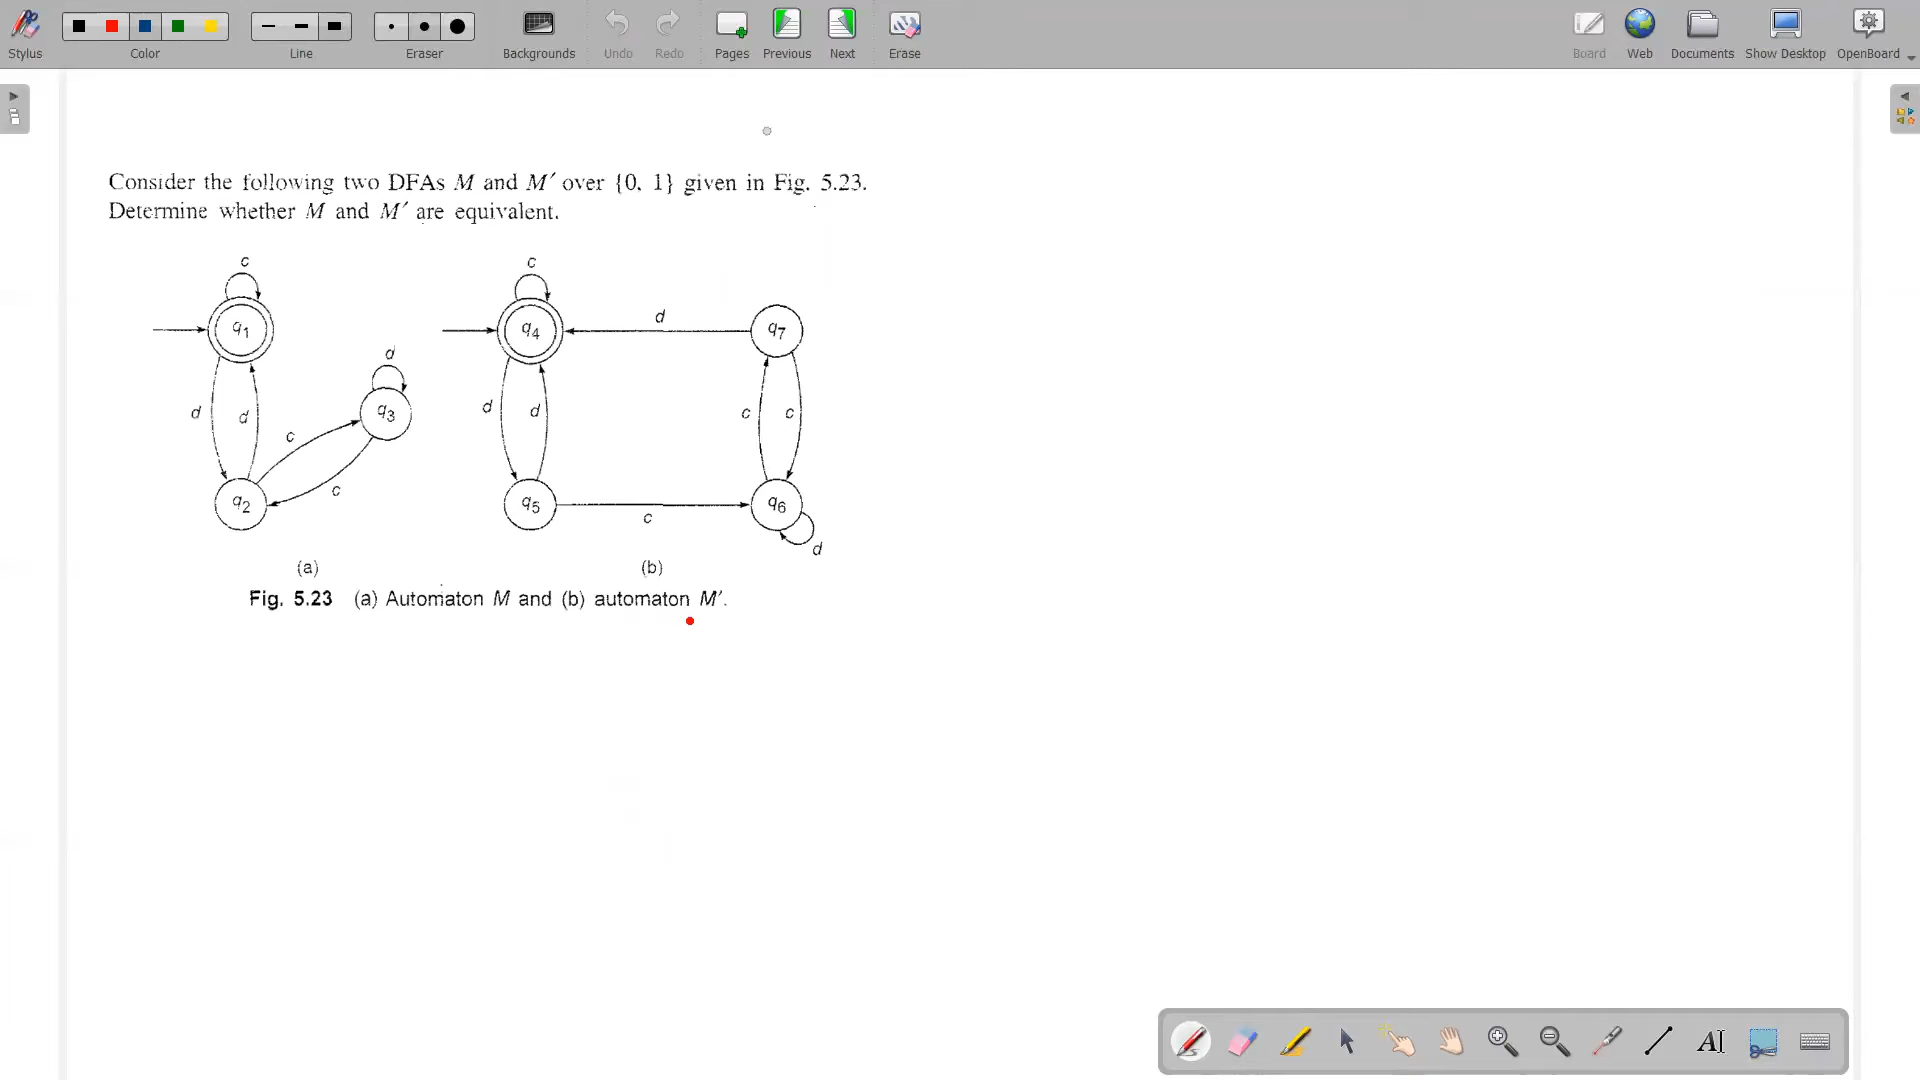 Stylus
Color
Line
Eraser
Backgrounds
Undo
Redo
Pages
Previous
Next
Erase
Board
Web
Documents
Show Desktop
OpenBoard
Consider the following two DFAs M and M′ over {0, 1} given in Fig. 5.23.
Determine whether M and M′ are equivalent.
c
c
q1
q4
d
q7
d
q3
d
d
d
d
c
c
c
c
q2
q5
q6
c
d
(a)
(b)
Fig. 5.23 (a) Automaton M and (b) automaton M′.
A